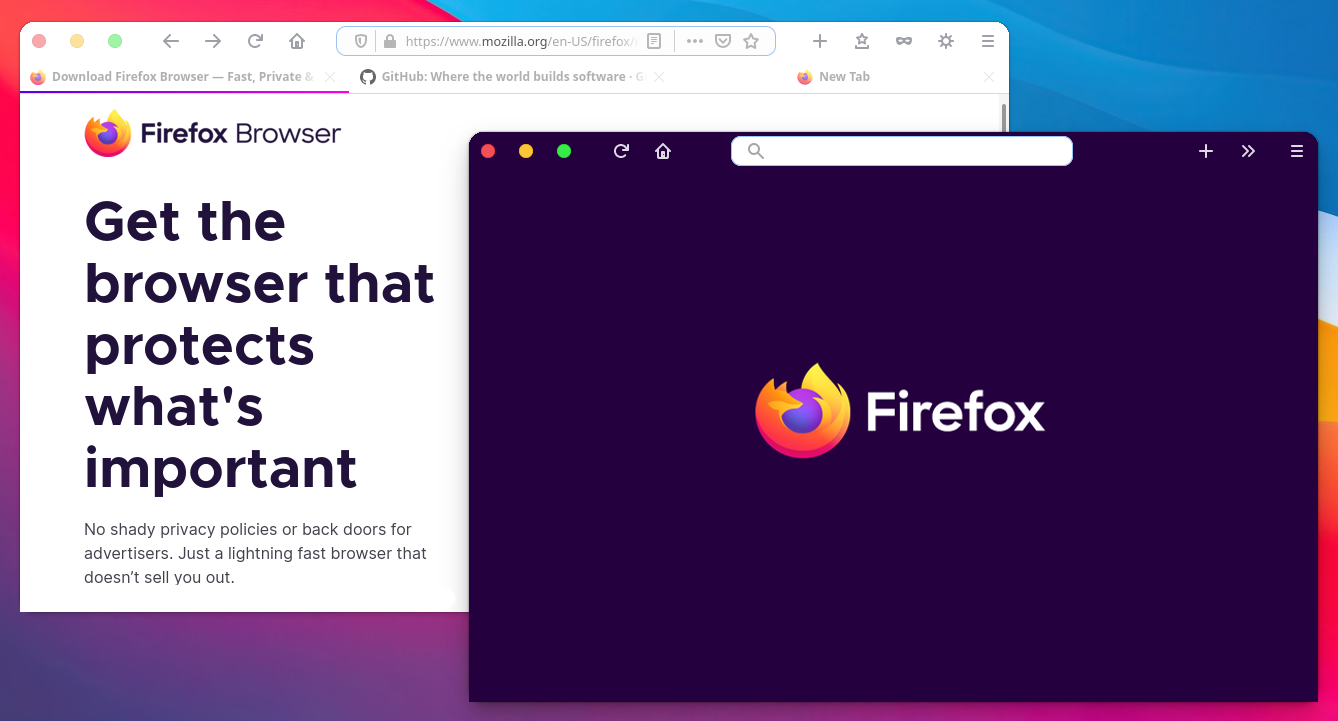 https://www.mozilla.org/en-US/firefox/
Download Firefox Browser — Fast, Private &
GitHub: Where the world builds software · G
New Tab
Firefox Browser
Get the
browser that
protects
what's
important
No shady privacy policies or back doors for
advertisers. Just a lightning fast browser that
doesn’t sell you out.
Firefox